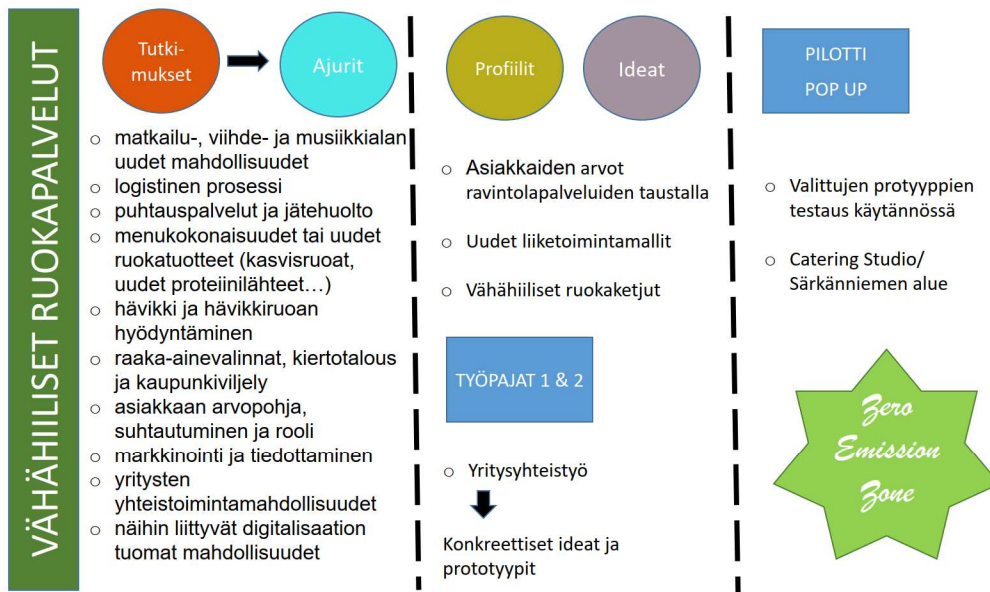 VÄHÄHIILISET RUOKAPALVELUT
Tutki-
mukset
Ajurit
○ matkailu-, viihde- ja musiikkialan
uudet mahdollisuudet
○ logistinen prosessi
○ puhtauspalvelut ja jätehuolto
○ menukokonaisuudet tai uudet
ruokatuotteet (kasvisruoat,
uudet proteiinilähteet…)
○ hävikki ja hävikkiruoan
hyödyntäminen
○ raaka-ainevalinnat, kiertotalous
ja kaupunkiviljely
○ asiakkaan arvopohja,
suhtautuminen ja rooli
○ markkinointi ja tiedottaminen
○ yritysten
yhteistoimintamahdollisuudet
○ näihin liittyvät digitalisaation
tuomat mahdollisuudet
Profiilit
Ideat
○ Asiakkaiden arvot
ravintolapalveluiden taustalla
○ Uudet liiketoimintamallit
○ Vähähiiliset ruokaketjut
TYÖPAJAT 1 & 2
○ Yritysyhteistyö
Konkreettiset ideat ja
prototyypit
PILOTTI
POP UP
○ Valittujen protyyppien
testaus käytännössä
○ Catering Studio/
Särkänniemen alue
Zero
Emission
Zone